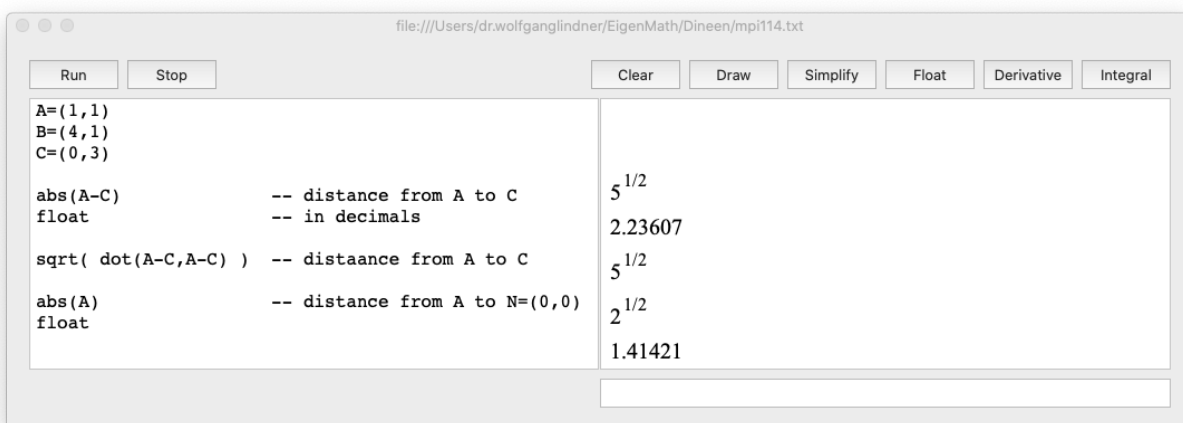 file:///Users/dr.wolfganglindner/EigenMath/Dineen/mpi114.txt
Run Stop Clear Draw Simplify Float Derivative Integral
A=(1,1)
B=(4,1)
C=(0,3)
abs(A-C) -- distance from A to C
float -- in decimals
sqrt( dot(A-C,A-C) ) -- distaance from A to C
abs(A) -- distance from A to N=(0,0)
float
5^1/2
2.23607
5^1/2
2^1/2
1.41421